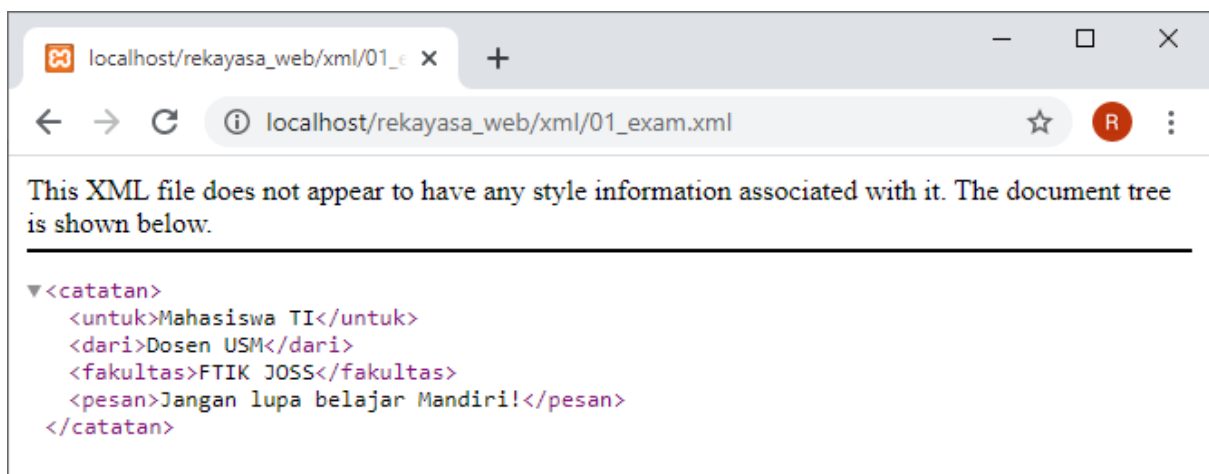 localhost/rekayasa_web/xml/01_e
localhost/rekayasa_web/xml/01_exam.xml
R
This XML file does not appear to have any style information associated with it. The document tree
is shown below.
<catatan>
<untuk>Mahasiswa TI</untuk>
<dari>Dosen USM</dari>
<fakultas>FTIK JOSS</fakultas>
<pesan>Jangan lupa belajar Mandiri!</pesan>
</catatan>